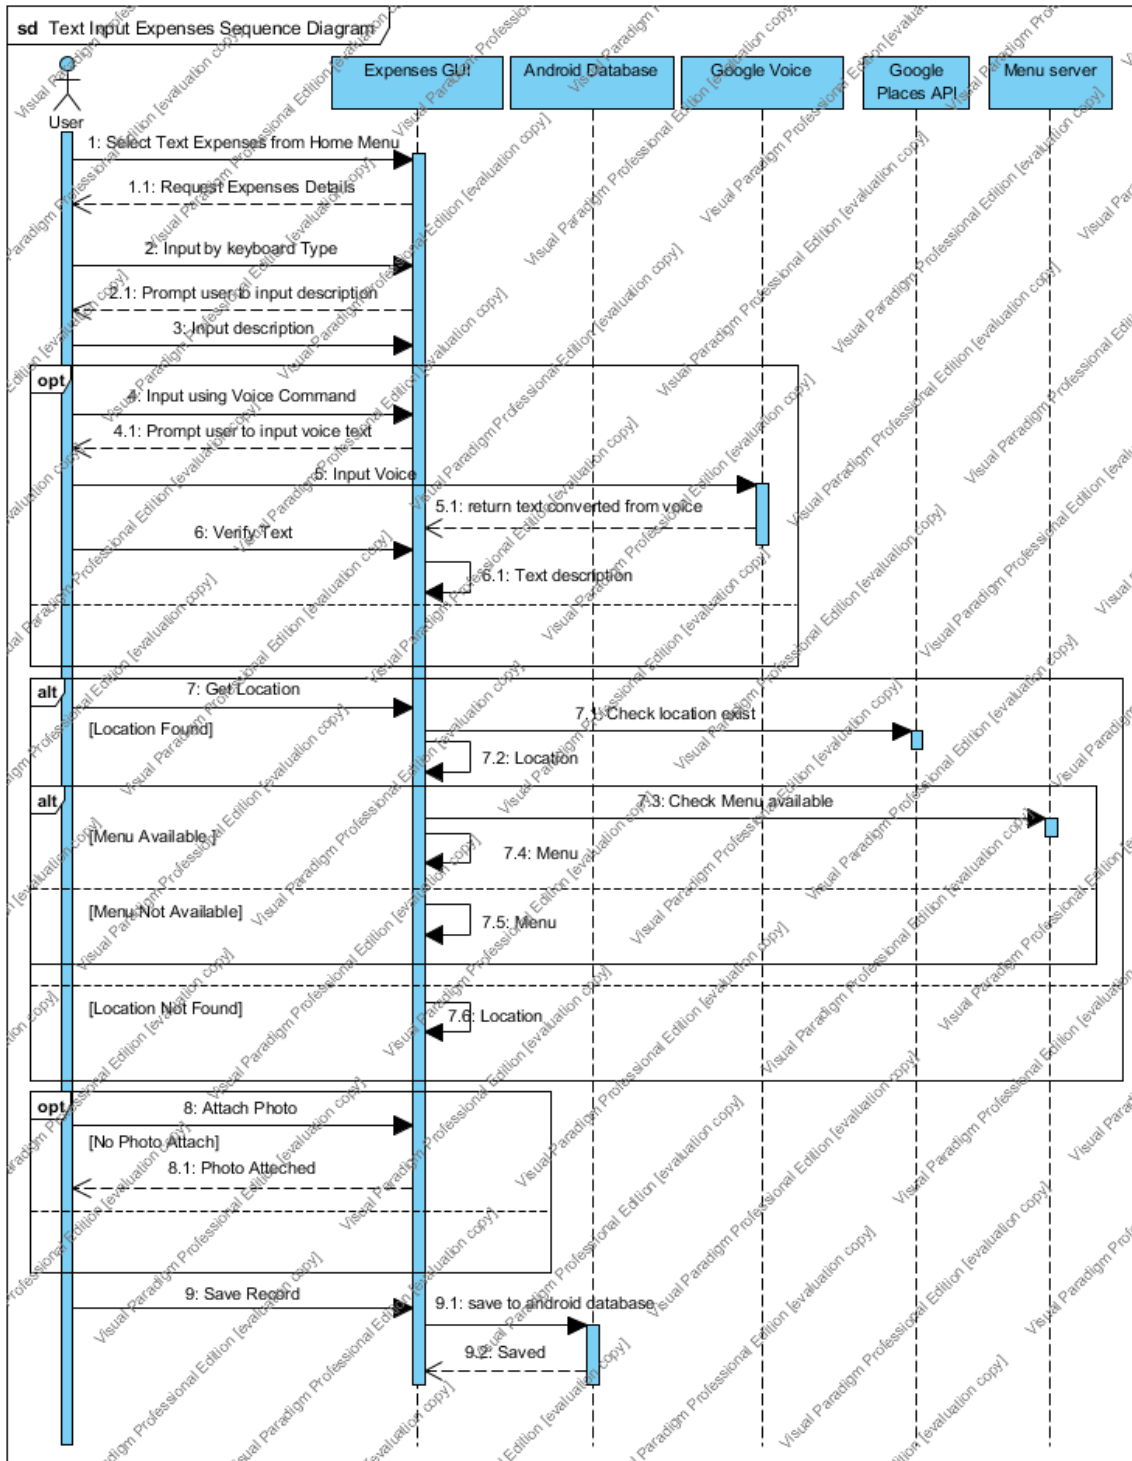 sd Text Input Expenses Sequence Diagram
User
Expenses GUI
Android Database
Google Voice
Google
Places API
Menu server
1: Select Text Expenses from Home Menu
1.1: Request Expenses Details
2: Input by keyboard Type
2.1: Prompt user to input description
3: Input description
opt
4: Input using Voice Command
4.1: Prompt user to input voice text
5: Input Voice
5.1: return text converted from voice
6: Verify Text
6.1: Text description
alt
7: Get Location
7.1: Check location exist
[Location Found]
7.2: Location
alt
7.3: Check Menu available
[Menu Available ]
7.4: Menu
[Menu Not Available]
7.5: Menu
[Location Not Found]
7.6: Location
opt
8: Attach Photo
[No Photo Attach]
8.1: Photo Atteched
9: Save Record
9.1: save to android database
9.2: Saved
Visual Paradigm Professional Edition [evaluation copy]